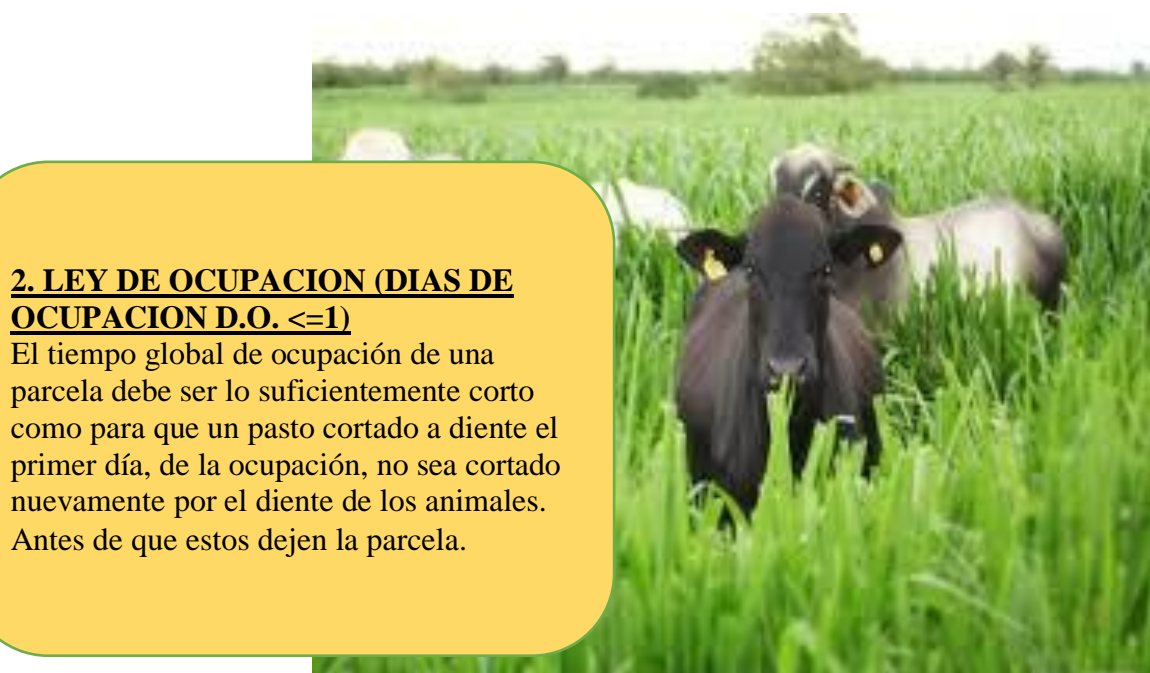 2. LEY DE OCUPACION (DIAS DE
OCUPACION D.O. <=1)
El tiempo global de ocupación de una
parcela debe ser lo suficientemente corto
como para que un pasto cortado a diente el
primer día, de la ocupación, no sea cortado
nuevamente por el diente de los animales.
Antes de que estos dejen la parcela.